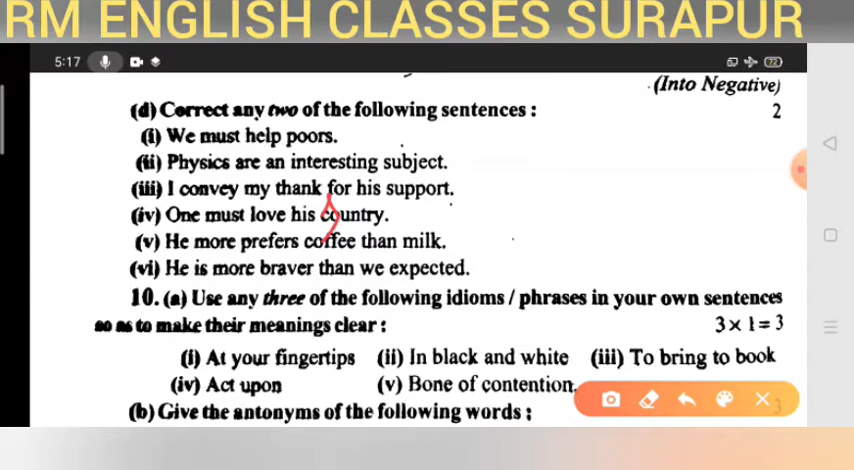 RM ENGLISH CLASSES SURAPUR
5:17
72
(Into Negative)
(d) Correct any two of the following sentences : 2
(i) We must help poors.
(ii) Physics are an interesting subject.
(iii) I convey my thank for his support.
(iv) One must love his country.
(v) He more prefers coffee than milk.
(vi) He is more braver than we expected.
10. (a) Use any three of the following idioms / phrases in your own sentences
so as to make their meanings clear : 3 × 1 = 3
(i) At your fingertips (ii) In black and white (iii) To bring to book
(iv) Act upon (v) Bone of contention.
(b) Give the antonyms of the following words : 3